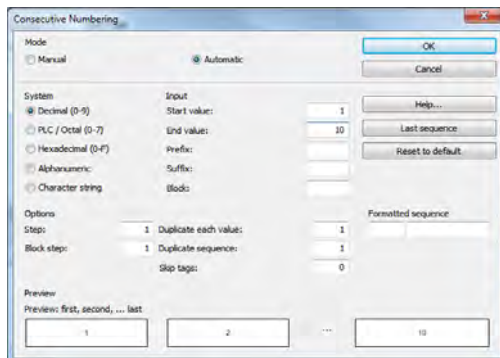 Consecutive Numbering
Mode
Manual
Automatic
OK
Cancel
System
Decimal (0-9)
PLC / Octal (0-7)
Hexadecimal (0-F)
Alphanumeric
Character string
Input
Start value: 1
End value: 10
Prefix:
Suffix:
Block:
Help...
Last sequence
Reset to default
Options
Step: 1
Block step: 1
Duplicate each value: 1
Duplicate sequence: 1
Skip tags: 0
Formatted sequence
Preview
Preview: first, second, ... last
1
2
...
10